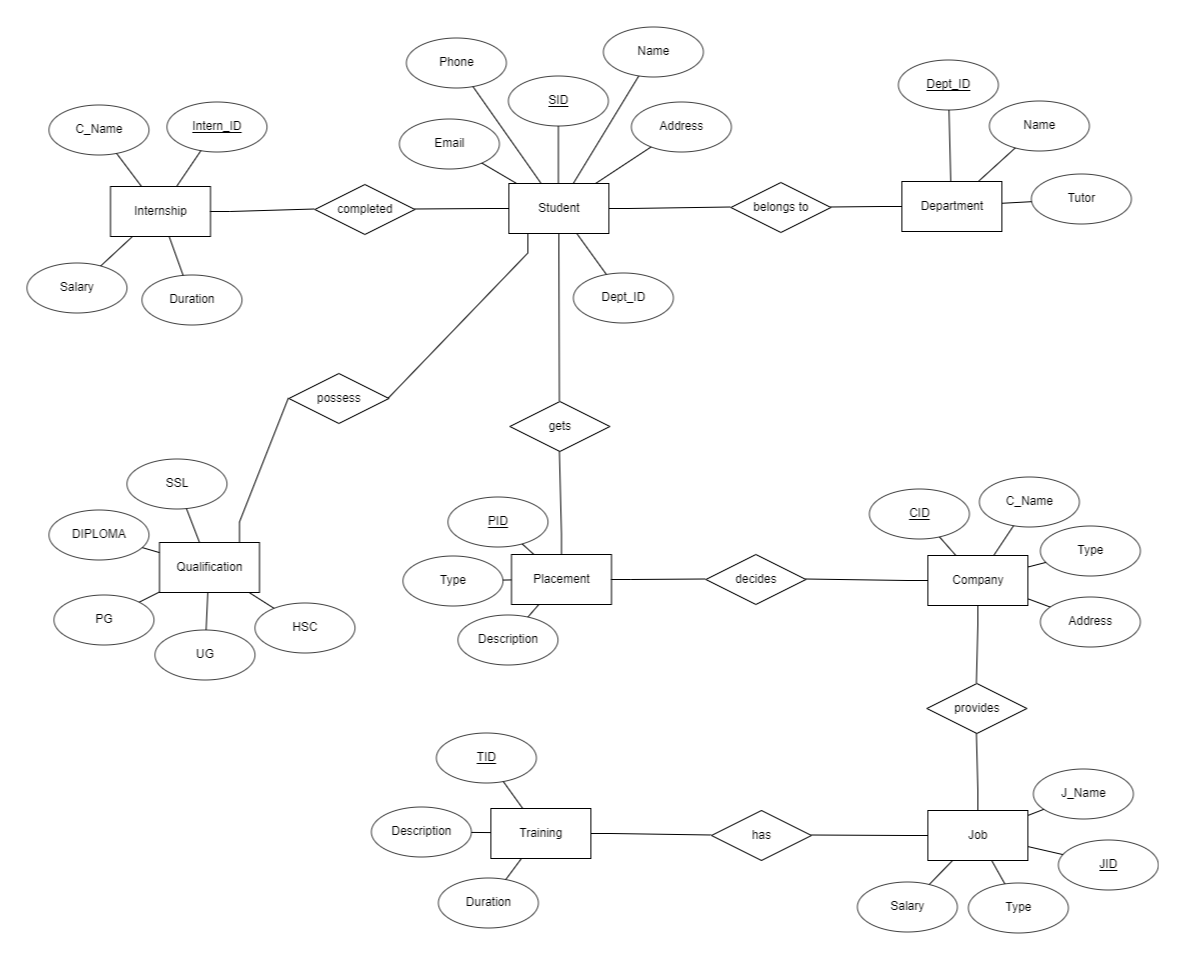 Phone
Name
SID
Address
Email
C_Name
Intern_ID
Dept_ID
Name
Tutor
Internship
completed
Student
belongs to
Department
Salary
Duration
Dept_ID
possess
gets
SSL
DIPLOMA
Qualification
PG
UG
HSC
PID
Type
Placement
Description
decides
CID
C_Name
Type
Company
Address
provides
TID
Description
Training
Duration
has
J_Name
Job
JID
Salary
Type